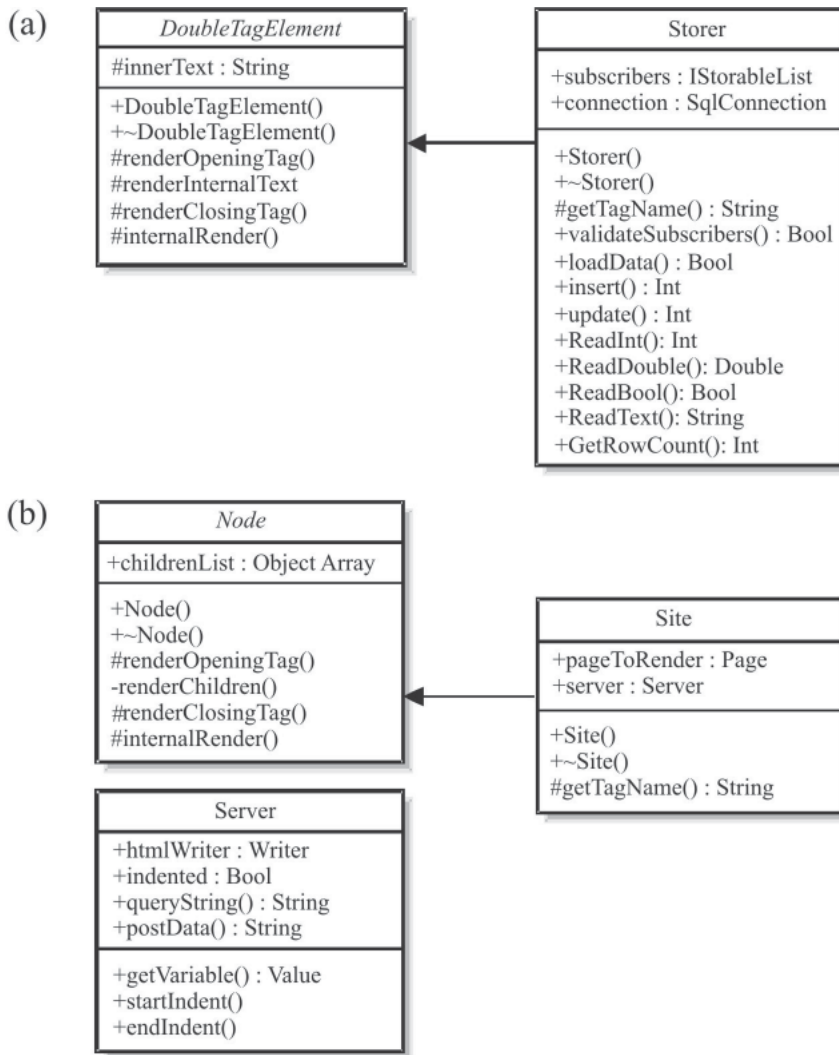 (a)
DoubleTagElement
#innerText : String
+DoubleTagElement()
+~DoubleTagElement()
#renderOpeningTag()
#renderInternalText
#renderClosingTag()
#internalRender()
Storer
+subscribers : IStorableList
+connection : SqlConnection
+Storer()
+~Storer()
#getTagName() : String
+validateSubscribers() : Bool
+loadData() : Bool
+insert() : Int
+update() : Int
+ReadInt(): Int
+ReadDouble(): Double
+ReadBool(): Bool
+ReadText(): String
+GetRowCount(): Int
(b)
Node
+childrenList : Object Array
+Node()
+~Node()
#renderOpeningTag()
-renderChildren()
#renderClosingTag()
#internalRender()
Site
+pageToRender : Page
+server : Server
+Site()
+~Site()
#getTagName() : String
Server
+htmlWriter : Writer
+indented : Bool
+queryString() : String
+postData() : String
+getVariable() : Value
+startIndent()
+endIndent()